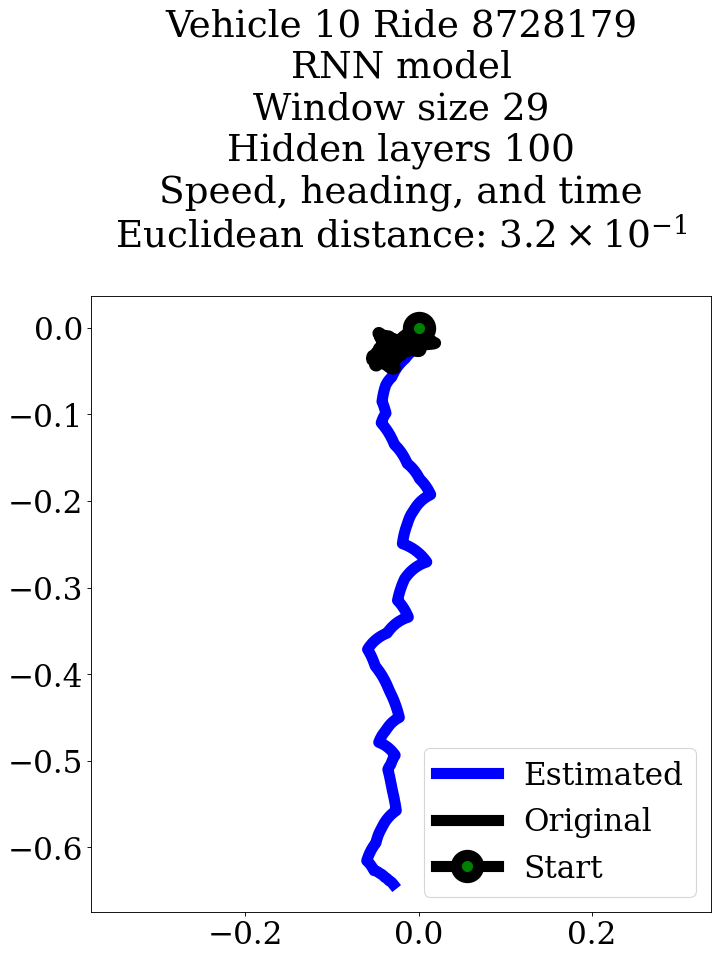 Vehicle 10 Ride 8728179
RNN model
Window size 29
Hidden layers 100
Speed, heading, and time
Euclidean distance: 3.2 × 10⁻¹
0.0
−0.1
−0.2
−0.3
−0.4
−0.5
−0.6
Estimated
Original
Start
−0.2 0.0 0.2